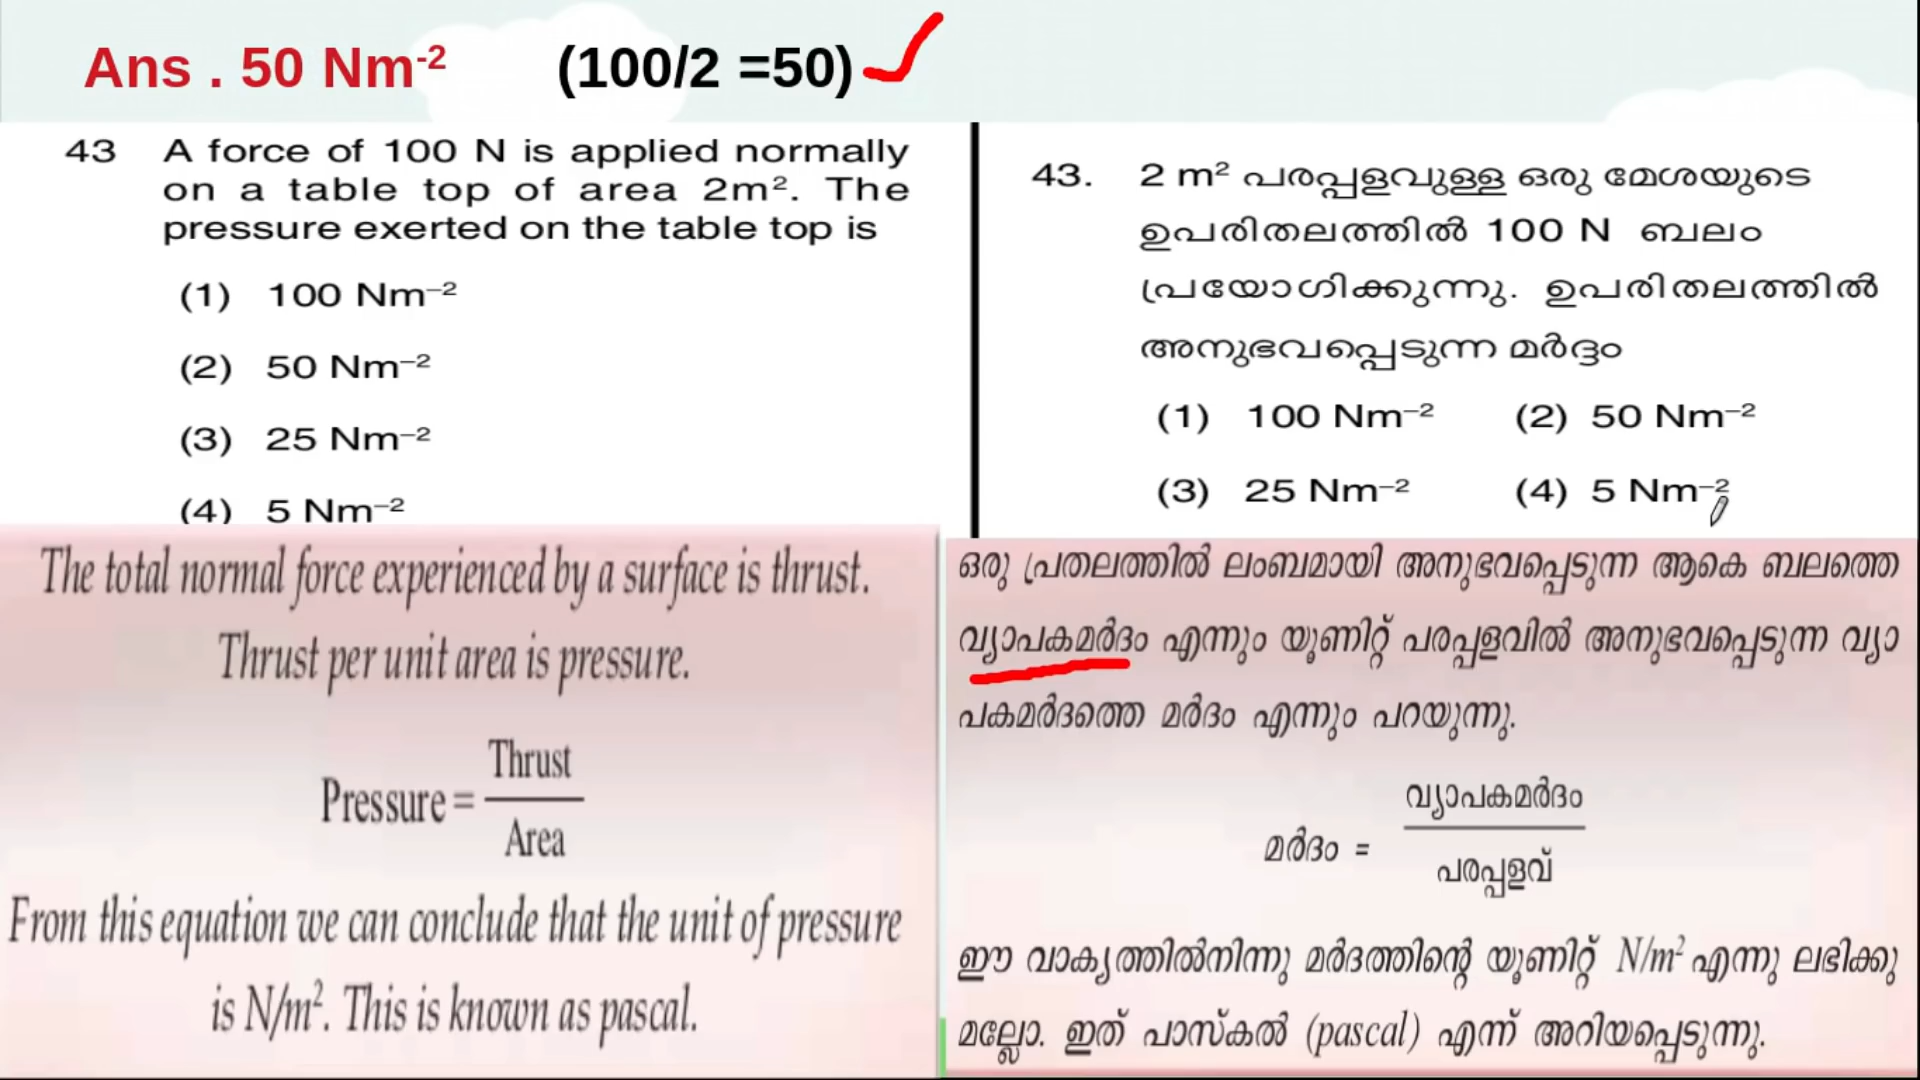 Ans . 50 Nm⁻² (100/2 =50)
43 A force of 100 N is applied normally
on a table top of area 2m². The
pressure exerted on the table top is
(1) 100 Nm⁻²
(2) 50 Nm⁻²
(3) 25 Nm⁻²
(4) 5 Nm⁻²
43. 2 m² പരപ്പളവുള്ള ഒരു മേശയുടെ
ഉപരിതലത്തിൽ 100 N ബലം
പ്രയോഗിക്കുന്നു. ഉപരിതലത്തിൽ
അനുഭവപ്പെടുന്ന മർദ്ദം
(1) 100 Nm⁻² (2) 50 Nm⁻²
(3) 25 Nm⁻² (4) 5 Nm⁻²
The total normal force experienced by a surface is thrust.
Thrust per unit area is pressure.
Pressure = Thrust
Area
From this equation we can conclude that the unit of pressure
is N/m². This is known as pascal.
ഒരു പ്രതലത്തിൽ ലംബമായി അനുഭവപ്പെടുന്ന ആകെ ബലത്തെ
വ്യാപകമർദം എന്നും യൂണിറ്റ് പരപ്പളവിൽ അനുഭവപ്പെടുന്ന വ്യാ
പകമർദത്തെ മർദം എന്നും പറയുന്നു.
മർദം = വ്യാപകമർദം
പരപ്പളവ്
ഈ വാക്യത്തിൽനിന്നു മർദത്തിന്റെ യൂണിറ്റ് N/m² എന്നു ലഭിക്കു
മല്ലോ. ഇത് പാസ്കൽ (pascal) എന്ന് അറിയപ്പെടുന്നു.